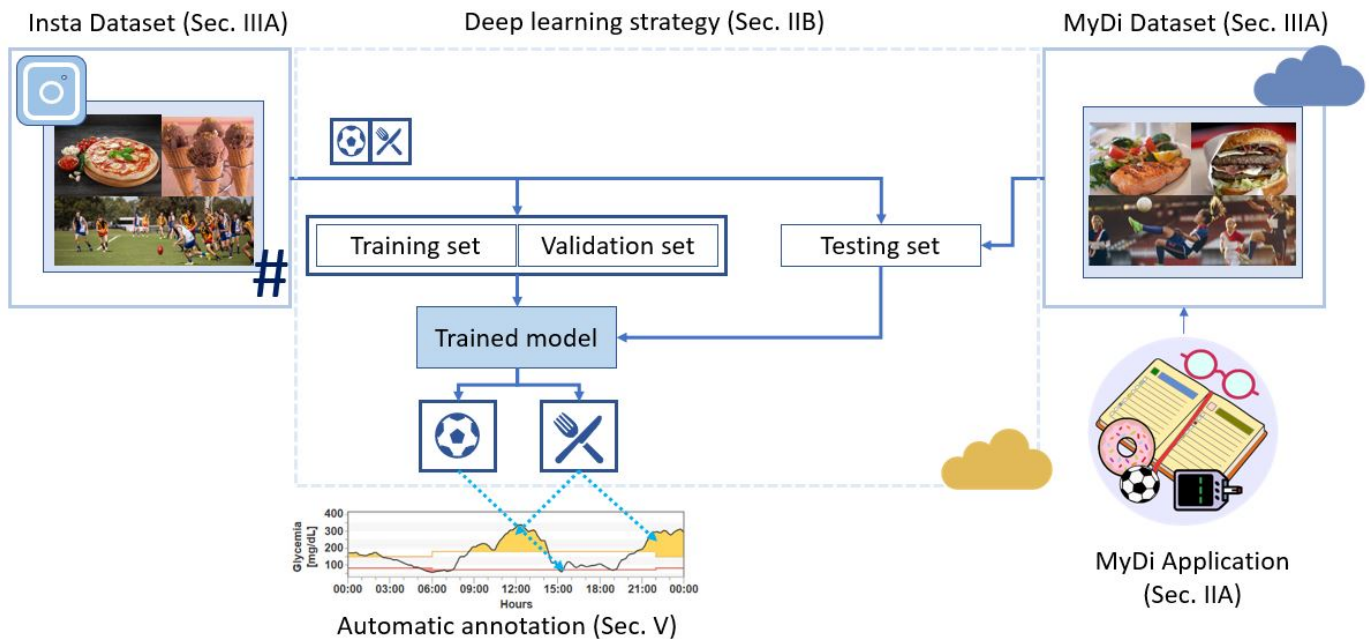 Insta Dataset (Sec. IIIA)
Deep learning strategy (Sec. IIB)
MyDi Dataset (Sec. IIIA)
#
Training set
Validation set
Testing set
Trained model
Glycemia
[mg/dL]
400
300
200
100
00:00 03:00 06:00 09:00 12:00 15:00 18:00 21:00 00:00
Hours
Automatic annotation (Sec. V)
MyDi Application
(Sec. IIA)